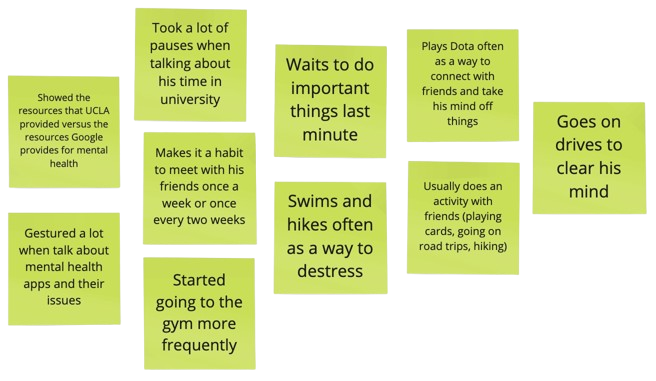 Showed the
resources that UCLA
provided versus the
resources Google
provides for mental
health
Gestured a lot
when talk about
mental health
apps and their
issues
Took a lot of
pauses when
talking about
his time in
university
Makes it a habit
to meet with his
friends once a
week or once
every two weeks
Started
going to the
gym more
frequently
Waits to do
important
things last
minute
Swims and
hikes often
as a way to
destress
Plays Dota often
as a way to
connect with
friends and take
his mind off
things
Usually does an
activity with
friends (playing
cards, going on
road trips, hiking)
Goes on
drives to
clear his
mind